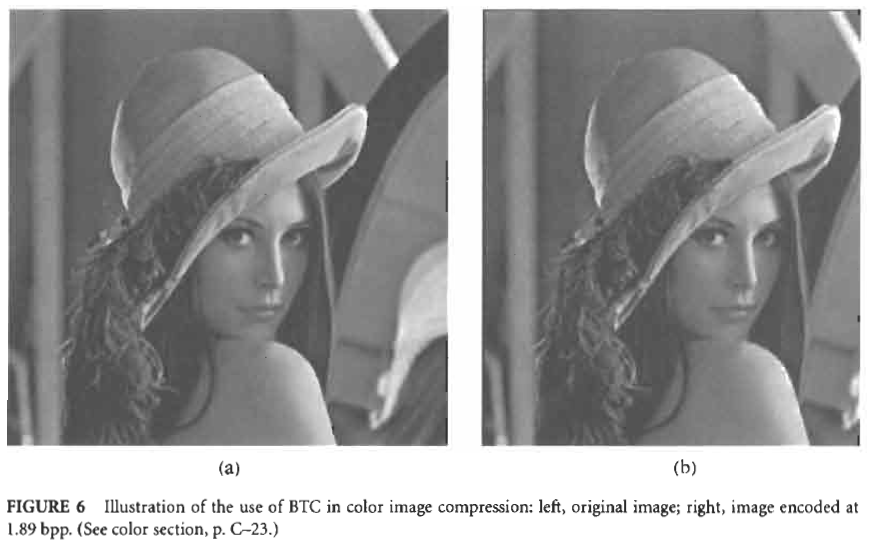 (a)
(b)
FIGURE 6 Illustration of the use of BTC in color image compression: left, original image; right, image encoded at
1.89 bpp. (See color section, p. C–23.)